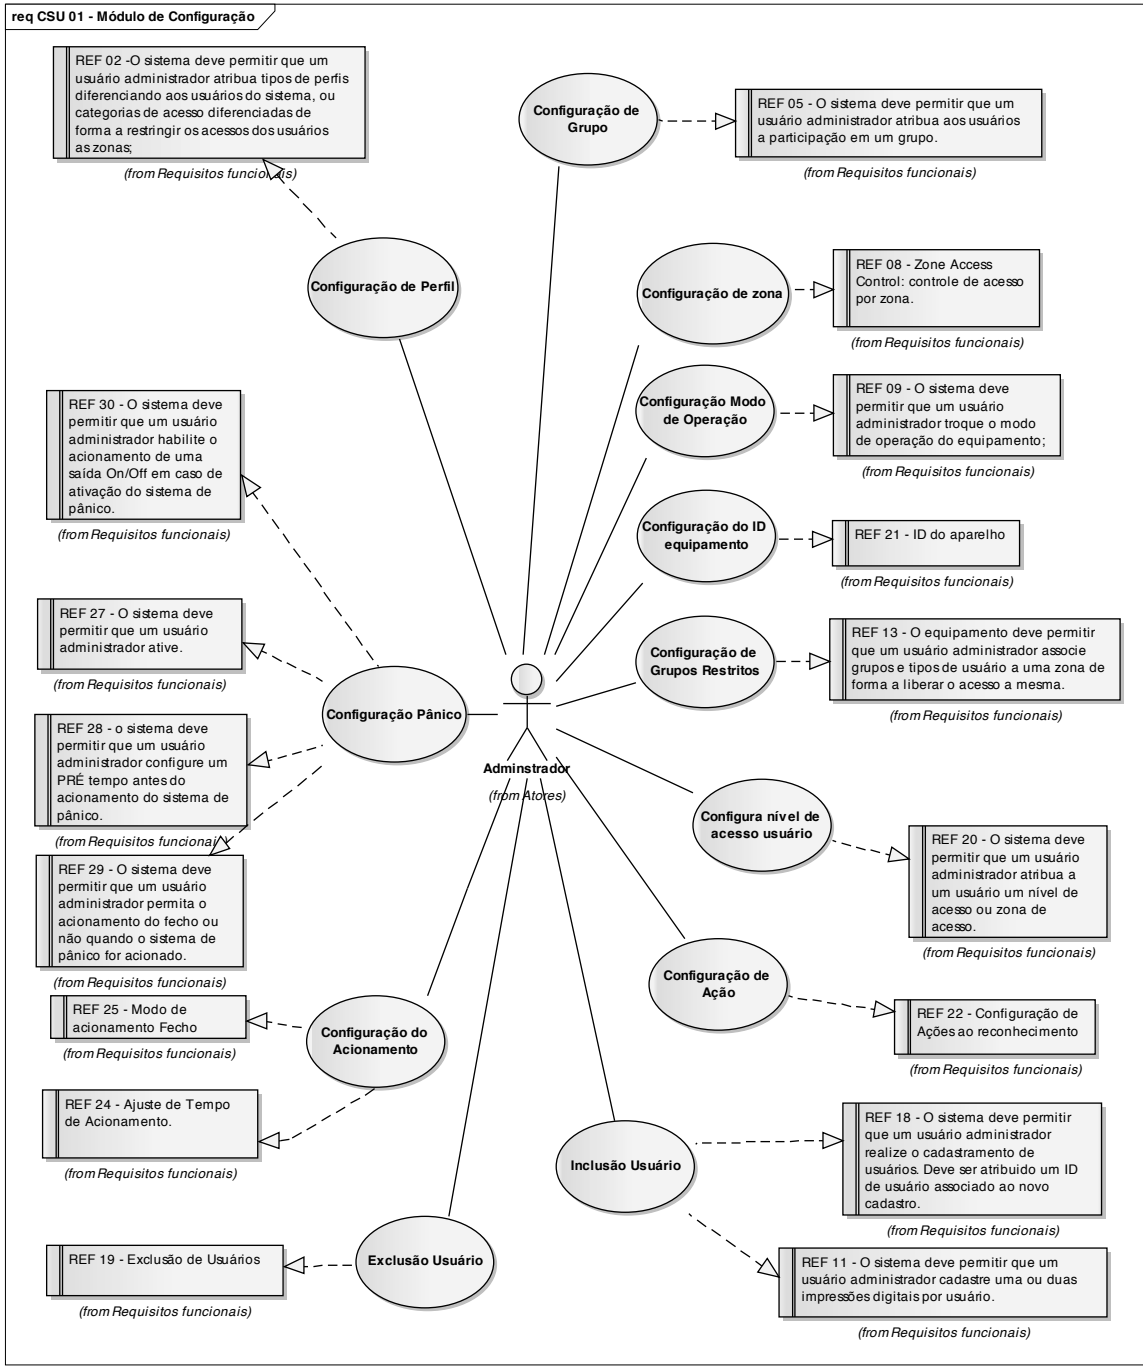 req CSU 01 - Módulo de Configuração
REF 02 -O sistema deve permitir que um
usuário administrador atribua tipos de perfis
diferenciando aos usuários do sistema, ou
categorias de acesso diferenciadas de
forma a restringir os acessos dos usuários
as zonas;
(from Requisitos funcionais)
Configuração de
Grupo
REF 05 - O sistema deve permitir que um
usuário administrador atribua aos usuários
a participação em um grupo.
(from Requisitos funcionais)
Configuração de Perfil
Configuração de zona
REF 08 - Zone Access
Control: controle de acesso
por zona.
(from Requisitos funcionais)
Configuração Modo
de Operação
REF 09 - O sistema deve
permitir que um usuário
administrador troque o modo
de operação do equipamento;
(from Requisitos funcionais)
REF 30 - O sistema deve
permitir que um usuário
administrador habilite o
acionamento de uma
saída On/Off em caso de
ativação do sistema de
pânico.
(from Requisitos funcionais)
Configuração do ID
equipamento
REF 21 - ID do aparelho
(from Requisitos funcionais)
REF 27 - O sistema deve
permitir que um usuário
administrador ative.
(from Requisitos funcionais)
Configuração de
Grupos Restritos
REF 13 - O equipamento deve permitir
que um usuário administrador associe
grupos e tipos de usuário a uma zona de
forma a liberar o acesso a mesma.
(from Requisitos funcionais)
Configuração Pânico
Adminstrador
(from Atores)
REF 28 - o sistema deve
permitir que um usuário
administrador configure um
PRÉ tempo antes do
acionamento do sistema de
pânico.
(from Requisitos funcionais)
Configura nível de
acesso usuário
REF 20 - O sistema deve
permitir que um usuário
administrador atribua a
um usuário um nível de
acesso ou zona de
acesso.
(from Requisitos funcionais)
REF 29 - O sistema deve
permitir que um usuário
administrador permita o
acionamento do fecho ou
não quando o sistema de
pânico for acionado.
(from Requisitos funcionais)
Configuração de
Ação
REF 22 - Configuração de
Ações ao reconhecimento
(from Requisitos funcionais)
REF 25 - Modo de
acionamento Fecho
(from Requisitos funcionais)
Configuração do
Acionamento
REF 24 - Ajuste de Tempo
de Acionamento.
(from Requisitos funcionais)
Inclusão Usuário
REF 18 - O sistema deve permitir
que um usuário administrador
realize o cadastramento de
usuários. Deve ser atribuido um ID
de usuário associado ao novo
cadastro.
(from Requisitos funcionais)
Exclusão Usuário
REF 19 - Exclusão de Usuários
(from Requisitos funcionais)
REF 11 - O sistema deve permitir que um
usuário administrador cadastre uma ou duas
impressões digitais por usuário.
(from Requisitos funcionais)